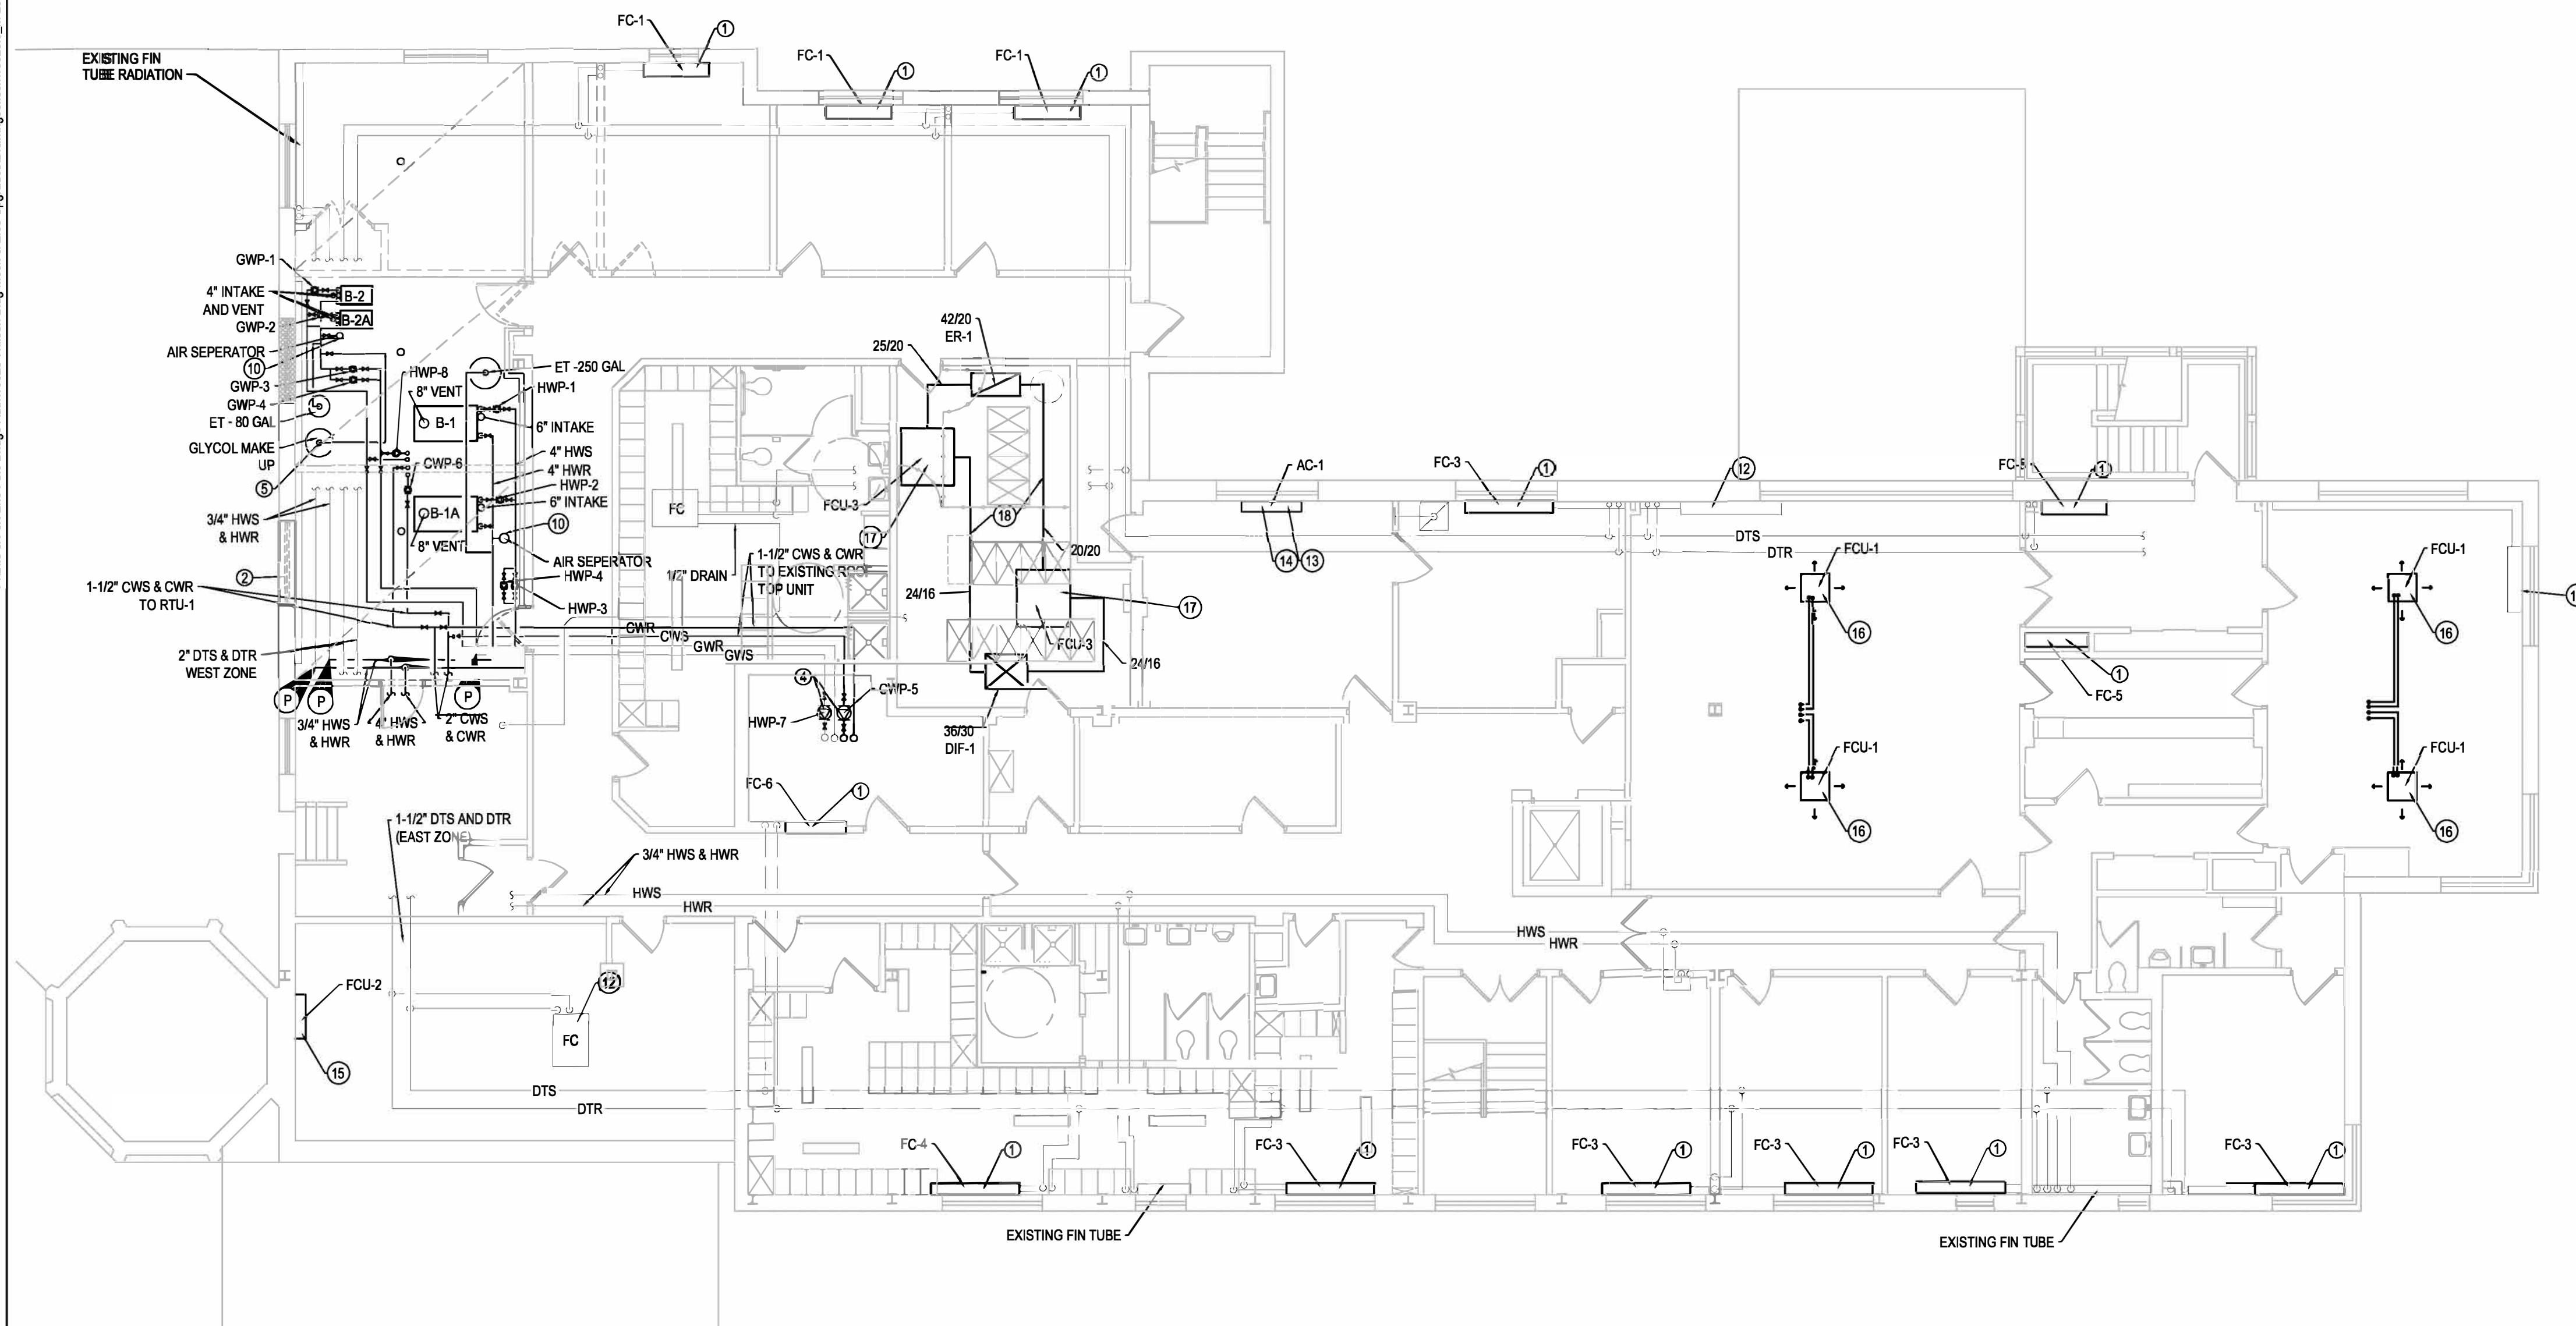 FC-1
1
EXISTING FIN
TUBE RADIATION
FC-1
1
FC-1
1
GWP-1
4" INTAKE
AND VENT
B-2
B-2A
GWP-2
AIR SEPERATOR
10
GWP-3
GWP-4
ET - 80 GAL
GLYCOL MAKE
UP
5
HWP-8
8" VENT
B-1
ET -250 GAL
HWP-1
6" INTAKE
4" HWS
4" HWR
HWP-2
6" INTAKE
10
CWP-6
B-1A
8" VENT
AIR SEPERATOR
HWP-4
HWP-3
3/4" HWS
& HWR
2
1-1/2" CWS & CWR
TO RTU-1
2" DTS & DTR
WEST ZONE
P
P
P
3/4" HWS
& HWR
4" HWS
& HWR
2" CWS
& CWR
42/20
ER-1
25/20
FC
FCU-3
17
18
20/20
1/2" DRAIN
1-1/2" CWS & CWR
TO EXISTING ROOF
TOP UNIT
24/16
17
FCU-3
24/16
CWR
CWS
GWR
GWS
4
CWP-5
HWP-7
36/30
DIF-1
AC-1
14
13
FC-3
1
12
FC-5
1
DTS
DTR
FCU-1
16
FCU-1
16
FCU-1
16
FCU-1
16
1
FC-5
FC-6
1
1-1/2" DTS AND DTR
(EAST ZONE)
3/4" HWS & HWR
HWS
HWR
HWS
HWR
FCU-2
15
12
FC
DTS
DTR
FC-4
1
FC-3
1
FC-3
1
FC-3
1
FC-3
1
FC-3
1
EXISTING FIN TUBE
EXISTING FIN TUBE